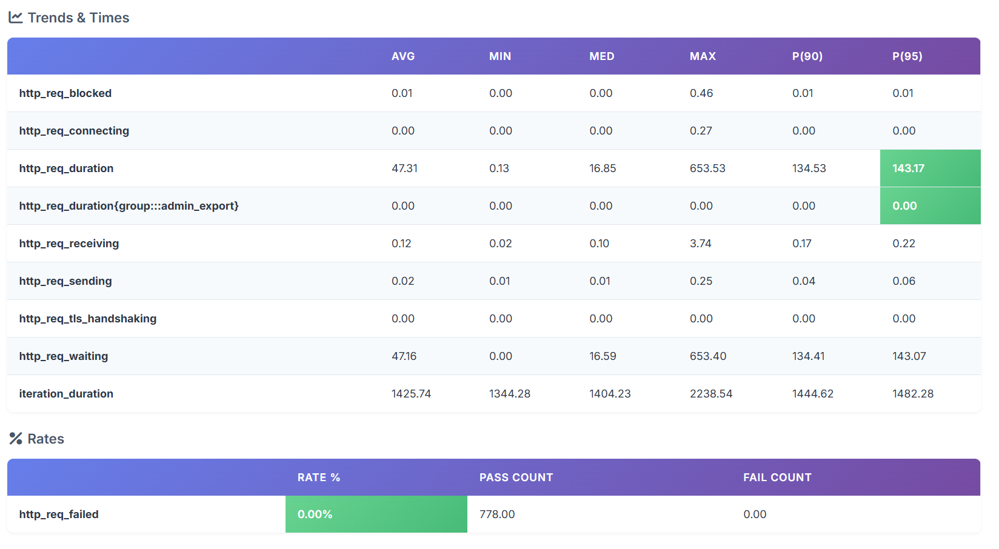 Trends & Times
AVG MIN MED MAX P(90) P(95)
http_req_blocked 0.01 0.00 0.00 0.46 0.01 0.01
http_req_connecting 0.00 0.00 0.00 0.27 0.00 0.00
http_req_duration 47.31 0.13 16.85 653.53 134.53 143.17
http_req_duration{group:::admin_export} 0.00 0.00 0.00 0.00 0.00 0.00
http_req_receiving 0.12 0.02 0.10 3.74 0.17 0.22
http_req_sending 0.02 0.01 0.01 0.25 0.04 0.06
http_req_tls_handshaking 0.00 0.00 0.00 0.00 0.00 0.00
http_req_waiting 47.16 0.00 16.59 653.40 134.41 143.07
iteration_duration 1425.74 1344.28 1404.23 2238.54 1444.62 1482.28
Rates
RATE % PASS COUNT FAIL COUNT
http_req_failed 0.00% 778.00 0.00